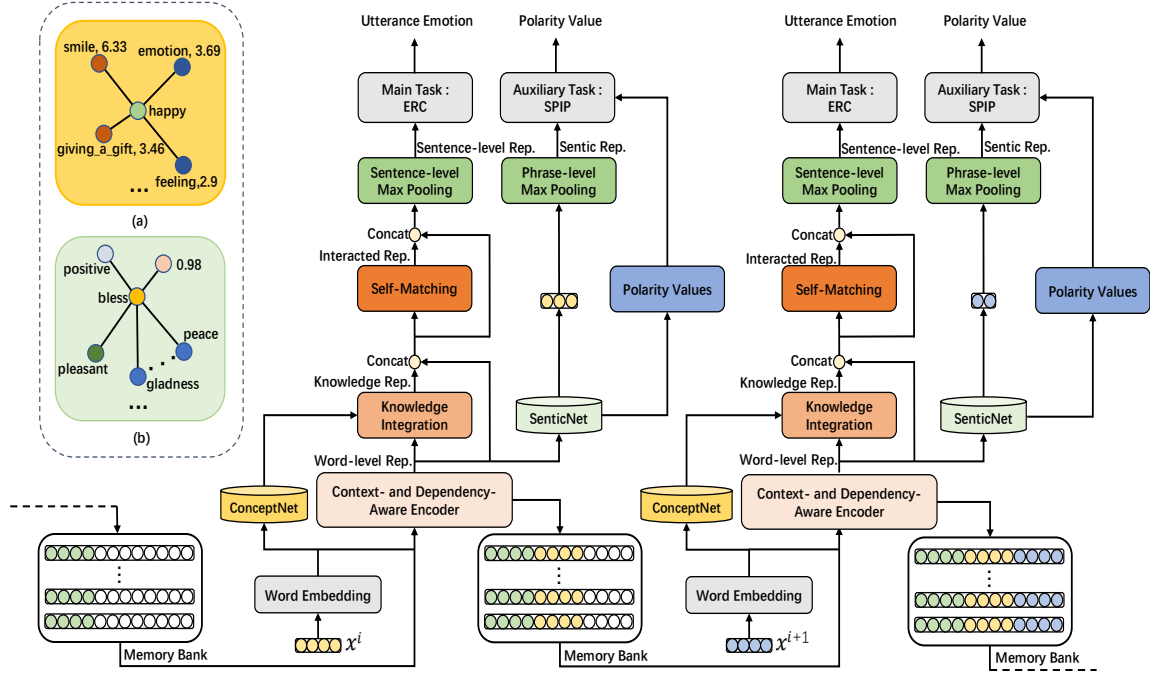 smile, 6.33
emotion, 3.69
happy
giving_a_gift, 3.46
feeling,2.9
...
(a)
positive
0.98
bless
peace
pleasant
gladness
...
(b)
Utterance Emotion
Polarity Value
Main Task :
ERC
Auxiliary Task :
SPIP
Sentence-level Rep.
Sentic Rep.
Sentence-level
Max Pooling
Phrase-level
Max Pooling
Concat
Interacted Rep.
Self-Matching
Polarity Values
Concat
Knowledge Rep.
Knowledge
Integration
SenticNet
Word-level Rep.
ConceptNet
Context- and Dependency-
Aware Encoder
Word Embedding
x^i
Memory Bank
Utterance Emotion
Polarity Value
Main Task :
ERC
Auxiliary Task :
SPIP
Sentence-level Rep.
Sentic Rep.
Sentence-level
Max Pooling
Phrase-level
Max Pooling
Concat
Interacted Rep.
Self-Matching
Polarity Values
Concat
Knowledge Rep.
Knowledge
Integration
SenticNet
Word-level Rep.
ConceptNet
Context- and Dependency-
Aware Encoder
Word Embedding
x^{i+1}
Memory Bank
Memory Bank